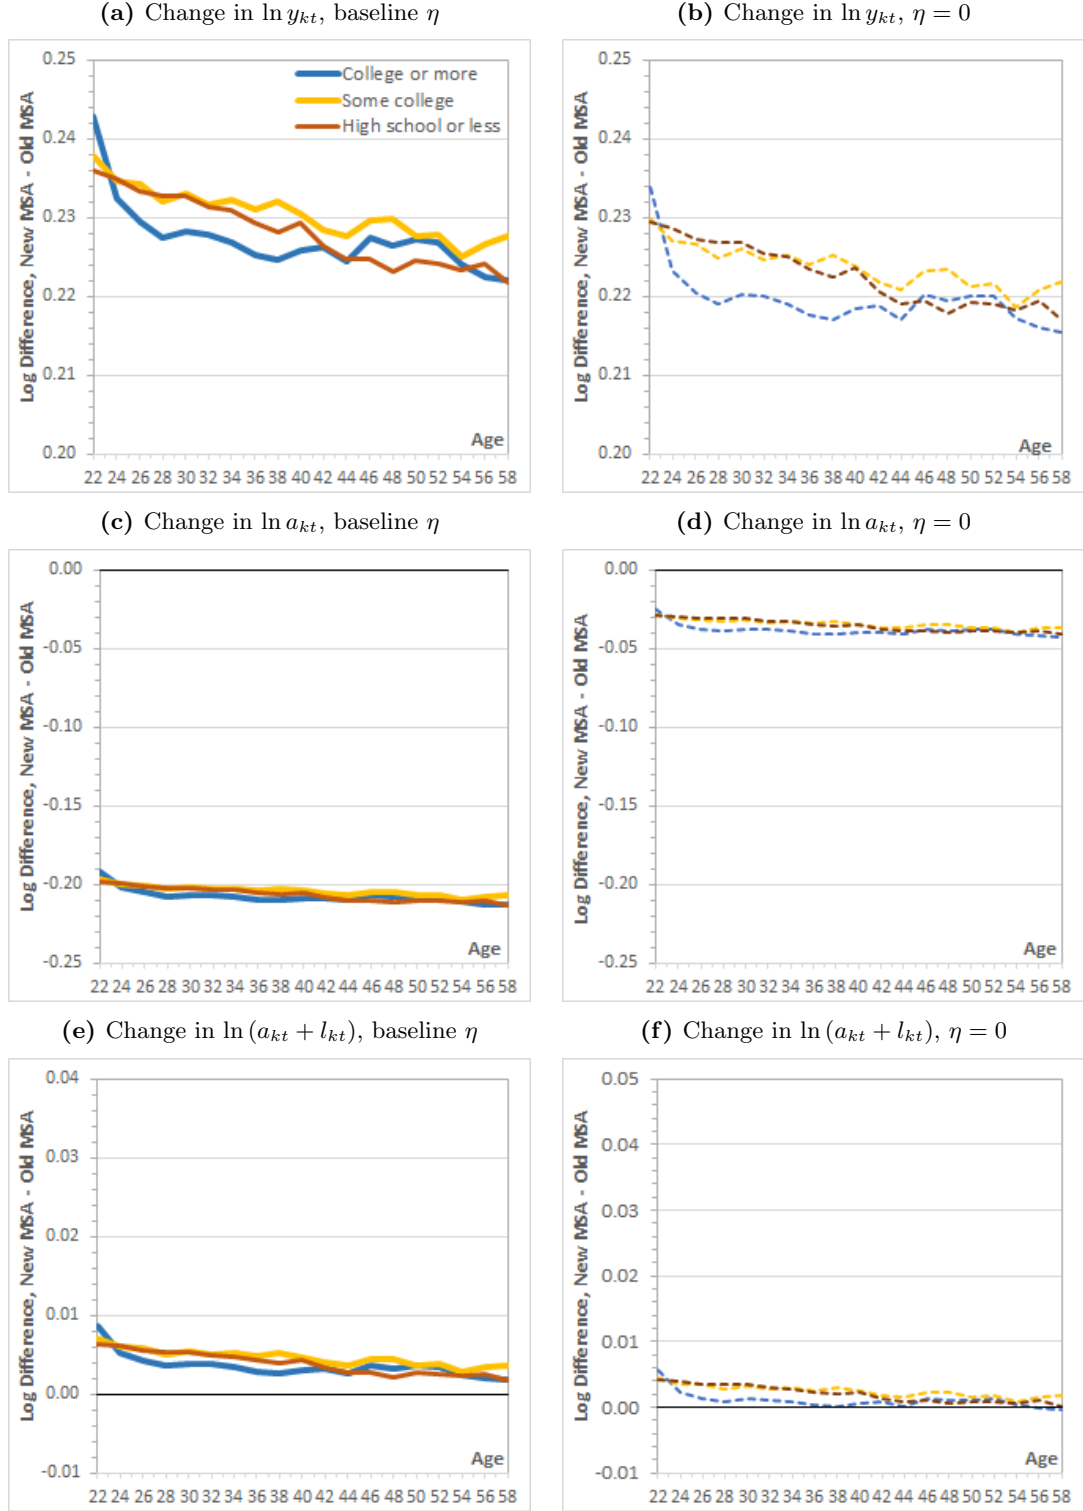 (a) Change in ln y_kt, baseline η
(b) Change in ln y_kt, η = 0
Log Difference, New MSA - Old MSA
0.25
0.24
0.23
0.22
0.21
0.20
College or more
Some college
High school or less
Age
22 24 26 28 30 32 34 36 38 40 42 44 46 48 50 52 54 56 58
Log Difference, New MSA - Old MSA
0.25
0.24
0.23
0.22
0.21
0.20
Age
22 24 26 28 30 32 34 36 38 40 42 44 46 48 50 52 54 56 58
(c) Change in ln a_kt, baseline η
(d) Change in ln a_kt, η = 0
Log Difference, New MSA - Old MSA
0.00
-0.05
-0.10
-0.15
-0.20
-0.25
Age
22 24 26 28 30 32 34 36 38 40 42 44 46 48 50 52 54 56 58
Log Difference, New MSA - Old MSA
0.00
-0.05
-0.10
-0.15
-0.20
-0.25
Age
22 24 26 28 30 32 34 36 38 40 42 44 46 48 50 52 54 56 58
(e) Change in ln (a_kt + l_kt), baseline η
(f) Change in ln (a_kt + l_kt), η = 0
Log Difference, New MSA - Old MSA
0.04
0.03
0.02
0.01
0.00
-0.01
Age
22 24 26 28 30 32 34 36 38 40 42 44 46 48 50 52 54 56 58
Log Difference, New MSA - Old MSA
0.05
0.04
0.03
0.02
0.01
0.00
-0.01
Age
22 24 26 28 30 32 34 36 38 40 42 44 46 48 50 52 54 56 58